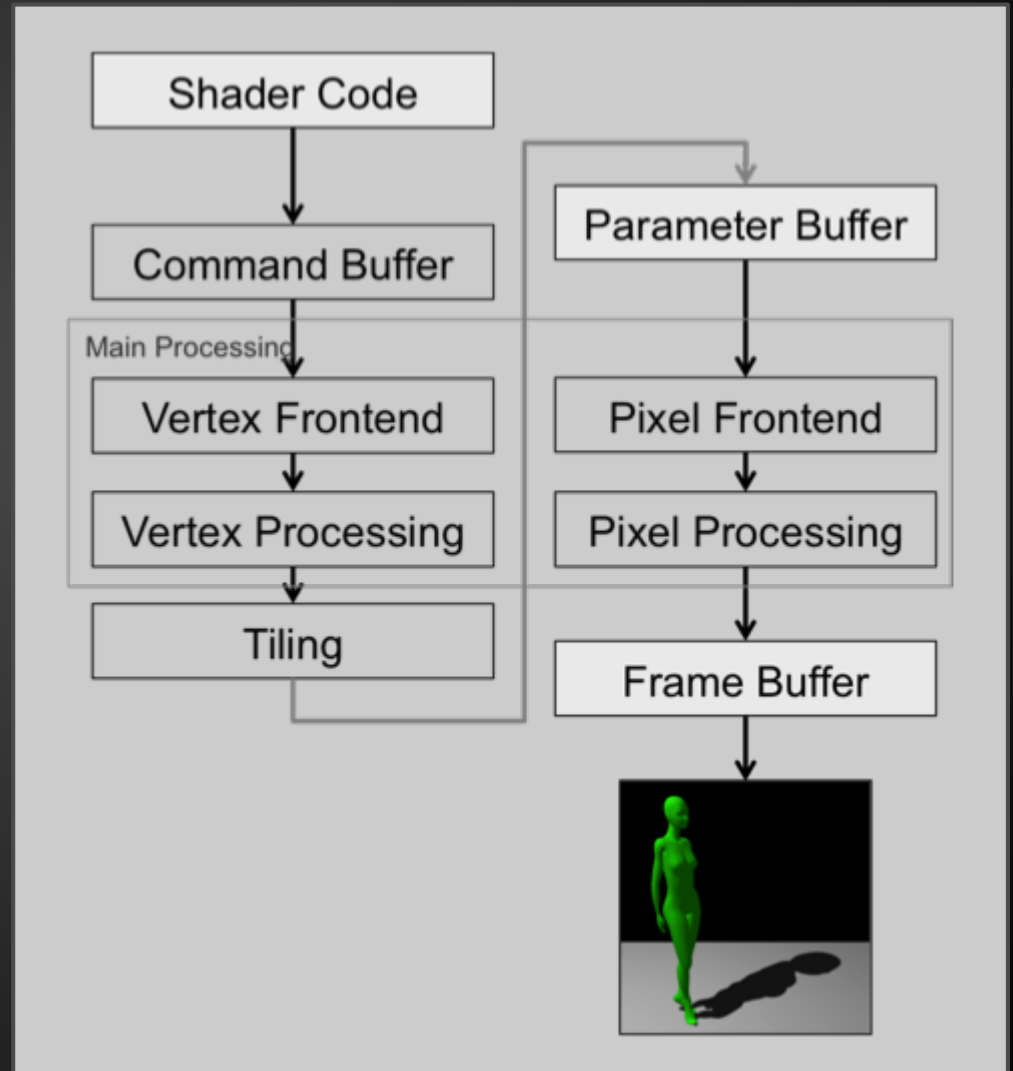 Shader Code
Command Buffer
Main Processing
Vertex Frontend
Vertex Processing
Tiling
Parameter Buffer
Pixel Frontend
Pixel Processing
Frame Buffer